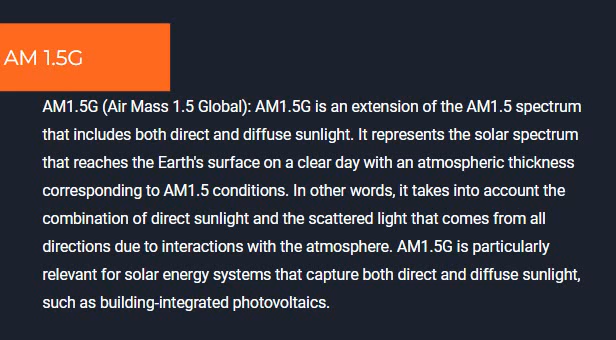 AM 1.5G
AM1.5G (Air Mass 1.5 Global): AM1.5G is an extension of the AM1.5 spectrum
that includes both direct and diffuse sunlight. It represents the solar spectrum
that reaches the Earth's surface on a clear day with an atmospheric thickness
corresponding to AM1.5 conditions. In other words, it takes into account the
combination of direct sunlight and the scattered light that comes from all
directions due to interactions with the atmosphere. AM1.5G is particularly
relevant for solar energy systems that capture both direct and diffuse sunlight,
such as building-integrated photovoltaics.